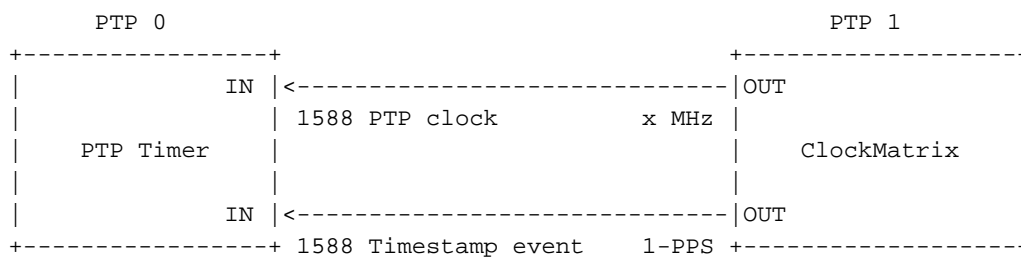 PTP 0 PTP 1
IN OUT
1588 PTP clock x MHz
PTP Timer ClockMatrix
IN OUT
1588 Timestamp event 1-PPS